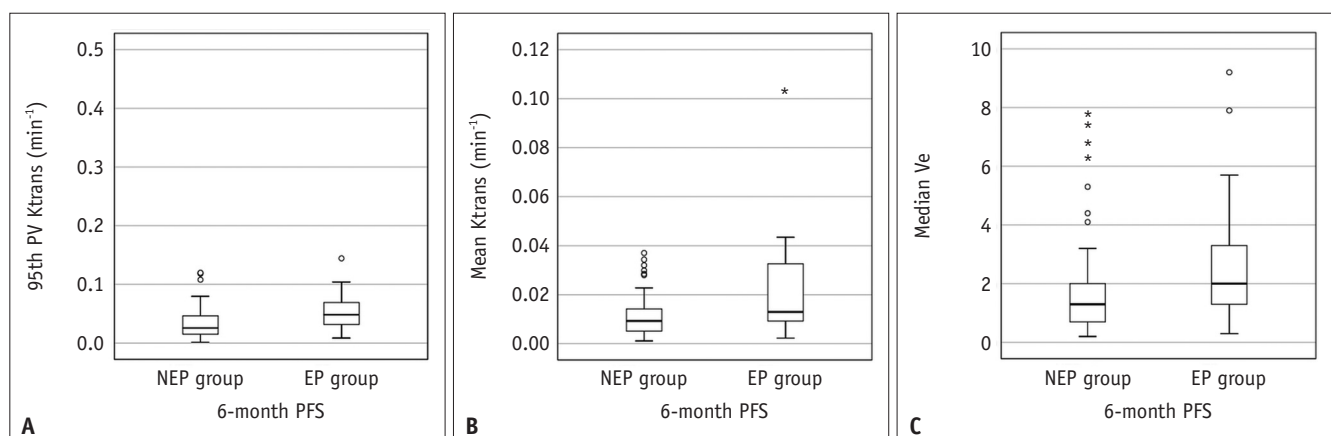 0.5
0.4
0.3
0.2
0.1
0.0
95th PV Ktrans (min⁻¹)
NEP group EP group
6-month PFS
A
0.12
0.10
0.08
0.06
0.04
0.02
0.00
Mean Ktrans (min⁻¹)
*
NEP group EP group
6-month PFS
B
10
8
6
4
2
0
Median Ve
*
*
*
*
NEP group EP group
6-month PFS
C